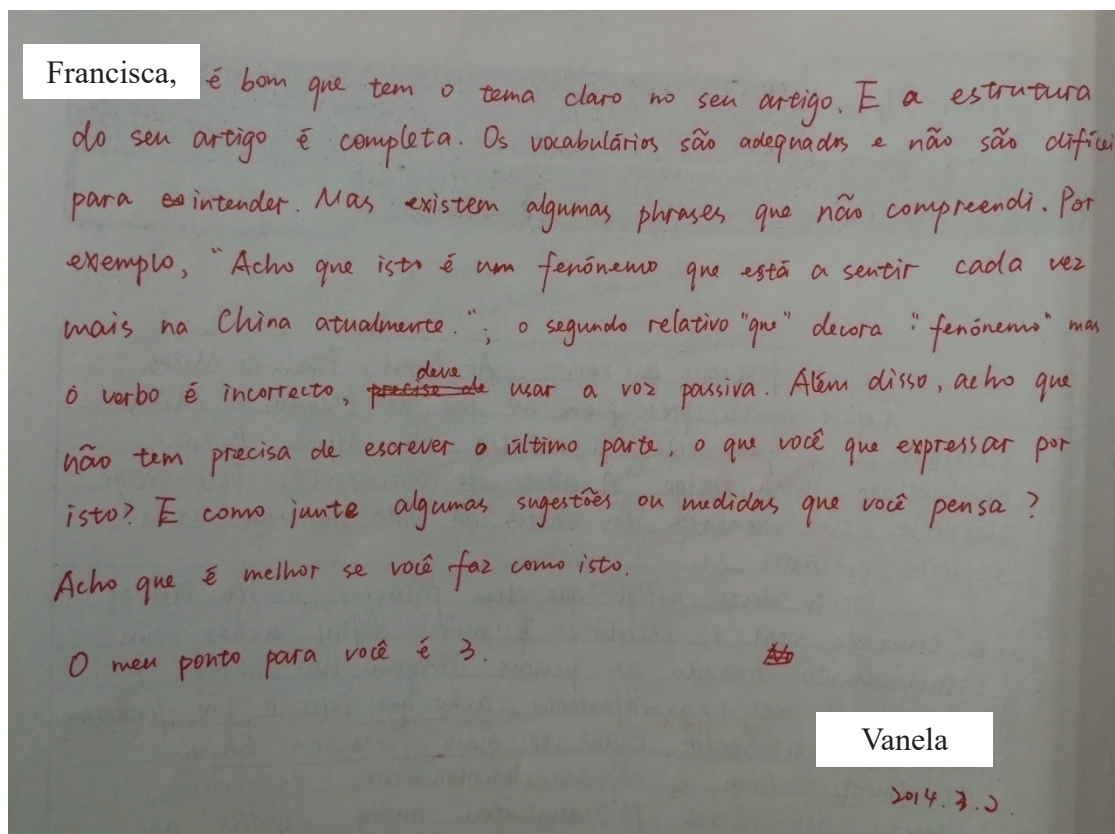 Francisca, é bom que tem o tema claro no seu artigo. E a estrutura
do seu artigo é completa. Os vocabulários são adequados e não são difícei
para intender. Mas existem algumas phrases que não compreendi. Por
exemplo, "Acho que isto é um fenónemo que está a sentir cada vez
mais na China atualmente."; o segundo relativo "que" decora "fenónemo" mas
o verbo é incorrecto, preciso de deve usar a voz passiva. Além disso, acho que
não tem precisa de escrever o último parte, o que você que expressar por
isto? E como junte algumas sugestões ou medidas que você pensa?
Acho que é melhor se você faz como isto.
O meu ponto para você é 3.
Vanela
2014.3.2.